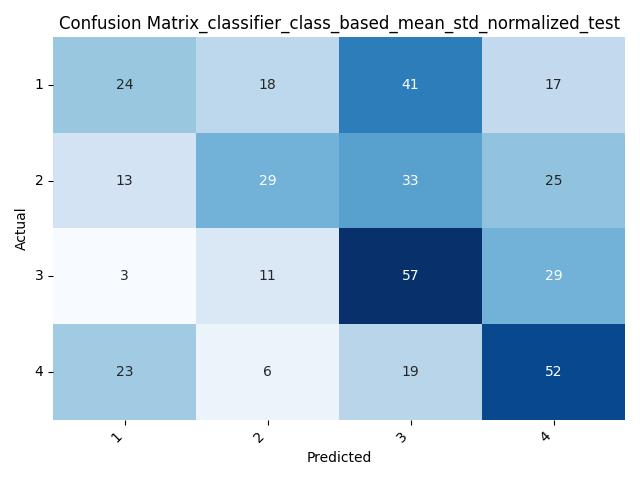 Confusion Matrix_classifier_class_based_mean_std_normalized_test
1 24 18 41 17
2 13 29 33 25
Actual
3 3 11 57 29
4 23 6 19 52
1 2 3 4
Predicted